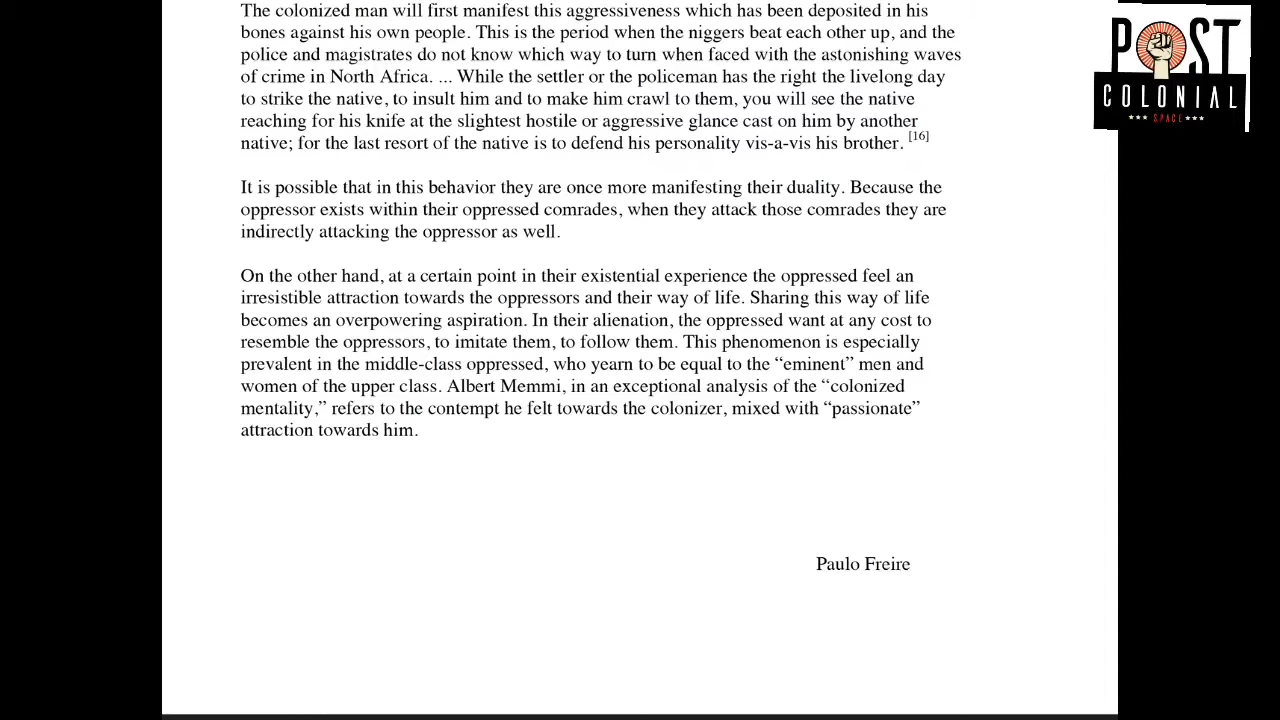 The colonized man will first manifest this aggressiveness which has been deposited in his
bones against his own people. This is the period when the niggers beat each other up, and the
police and magistrates do not know which way to turn when faced with the astonishing waves
of crime in North Africa. ... While the settler or the policeman has the right the livelong day
to strike the native, to insult him and to make him crawl to them, you will see the native
reaching for his knife at the slightest hostile or aggressive glance cast on him by another
native; for the last resort of the native is to defend his personality vis-a-vis his brother. [16]
It is possible that in this behavior they are once more manifesting their duality. Because the
oppressor exists within their oppressed comrades, when they attack those comrades they are
indirectly attacking the oppressor as well.
On the other hand, at a certain point in their existential experience the oppressed feel an
irresistible attraction towards the oppressors and their way of life. Sharing this way of life
becomes an overpowering aspiration. In their alienation, the oppressed want at any cost to
resemble the oppressors, to imitate them, to follow them. This phenomenon is especially
prevalent in the middle-class oppressed, who yearn to be equal to the “eminent” men and
women of the upper class. Albert Memmi, in an exceptional analysis of the “colonized
mentality,” refers to the contempt he felt towards the colonizer, mixed with “passionate”
attraction towards him.
Paulo Freire
POST
COLONIAL
SPACE